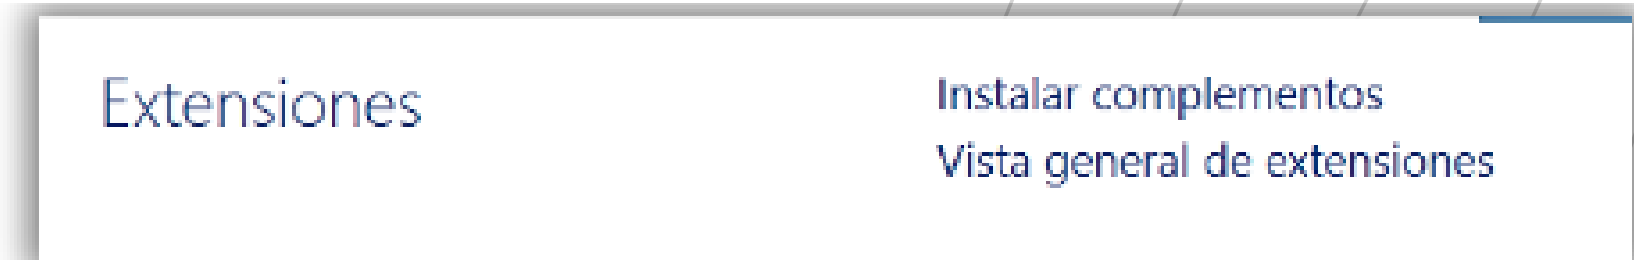 Extensiones
Instalar complementos
Vista general de extensiones